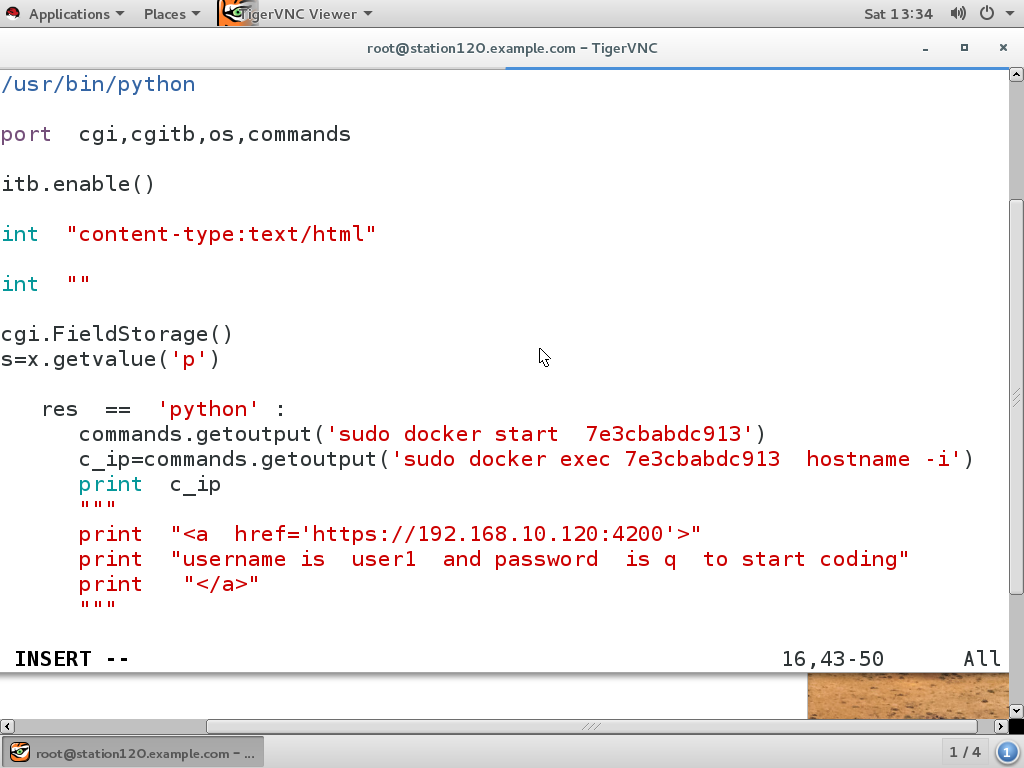 Applications Places TigerVNC Viewer Sat 13:34
root@station120.example.com – TigerVNC
/usr/bin/python
port  cgi,cgitb,os,commands
itb.enable()
int  "content-type:text/html"
int  ""
cgi.FieldStorage()
s=x.getvalue('p')
res  ==  'python' :
commands.getoutput('sudo docker start  7e3cbabdc913')
c_ip=commands.getoutput('sudo docker exec 7e3cbabdc913  hostname -i')
print  c_ip
"""
print  "<a  href='https://192.168.10.120:4200'>"
print  "username is  user1  and password  is q  to start coding"
print   "</a>"
"""
INSERT -- 16,43-50 All
root@station120.example.com – ... 1 / 4 1